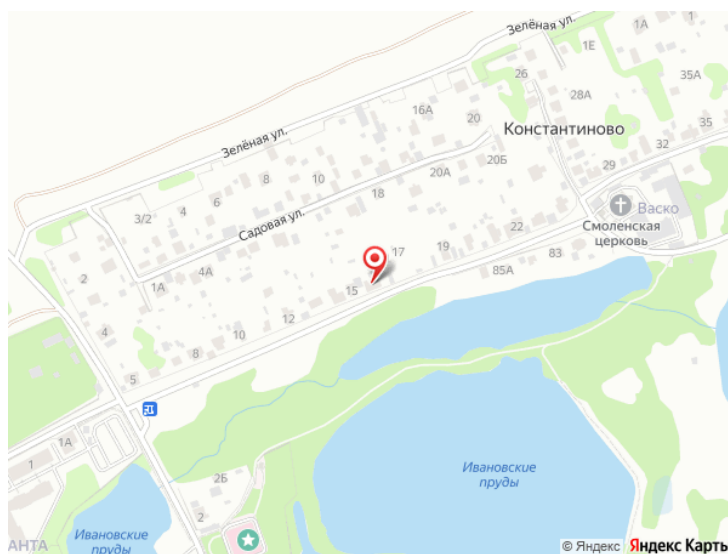 Зелёная ул.
1А
1Е
26
35А
28А
16А
20
Константиново
35
32
Зелёная ул.
20Б
29
10
20А
8
18
4
3/2
Васко
Смоленская
церковь
Садовая ул.
22
17
19
83
2
4А
85А
1А
15
12
4
10
8
5
1А
1
2Б
Ивановские
пруды
2
Ивановские
пруды
АНТА
© Яндекс Яндекс Карты